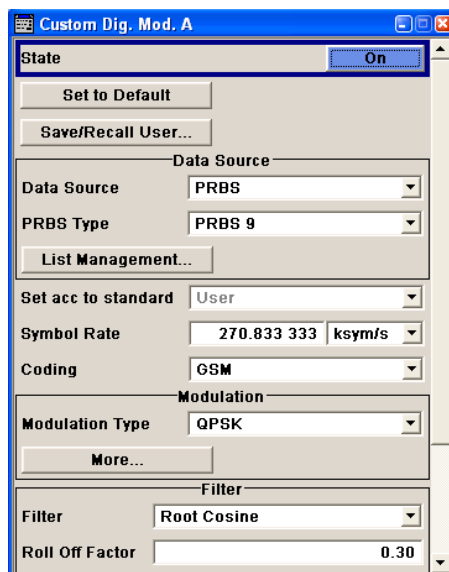 Custom Dig. Mod. A
State On
Set to Default
Save/Recall User...
Data Source
Data Source PRBS
PRBS Type PRBS 9
List Management...
Set acc to standard User
Symbol Rate 270.833 333 ksym/s
Coding GSM
Modulation
Modulation Type QPSK
More...
Filter
Filter Root Cosine
Roll Off Factor 0.30